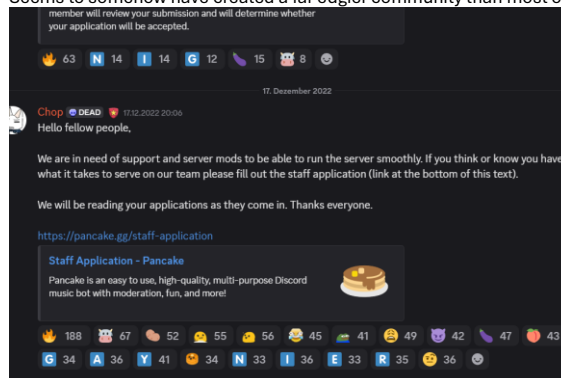 Seems to somehow have created a far edgier community than most o
member will review your submission and will determine whether
your application will be accepted.
63 N 14 I 14 G 12 15 8
17. Dezember 2022
Chop DEAD 17.12.2022 20:06
Hello fellow people,
We are in need of support and server mods to be able to run the server smoothly. If you think or know you have
what it takes to serve on our team please fill out the staff application (link at the bottom of this text).
We will be reading your applications as they come in. Thanks everyone.
https://pancake.gg/staff-application
Staff Application - Pancake
Pancake is an easy to use, high-quality, multi-purpose Discord
music bot with moderation, fun, and more!
188 67 52 55 56 45 41 49 42 47 43
G 34 A 36 Y 41 34 N 33 I 36 E 33 R 35 36